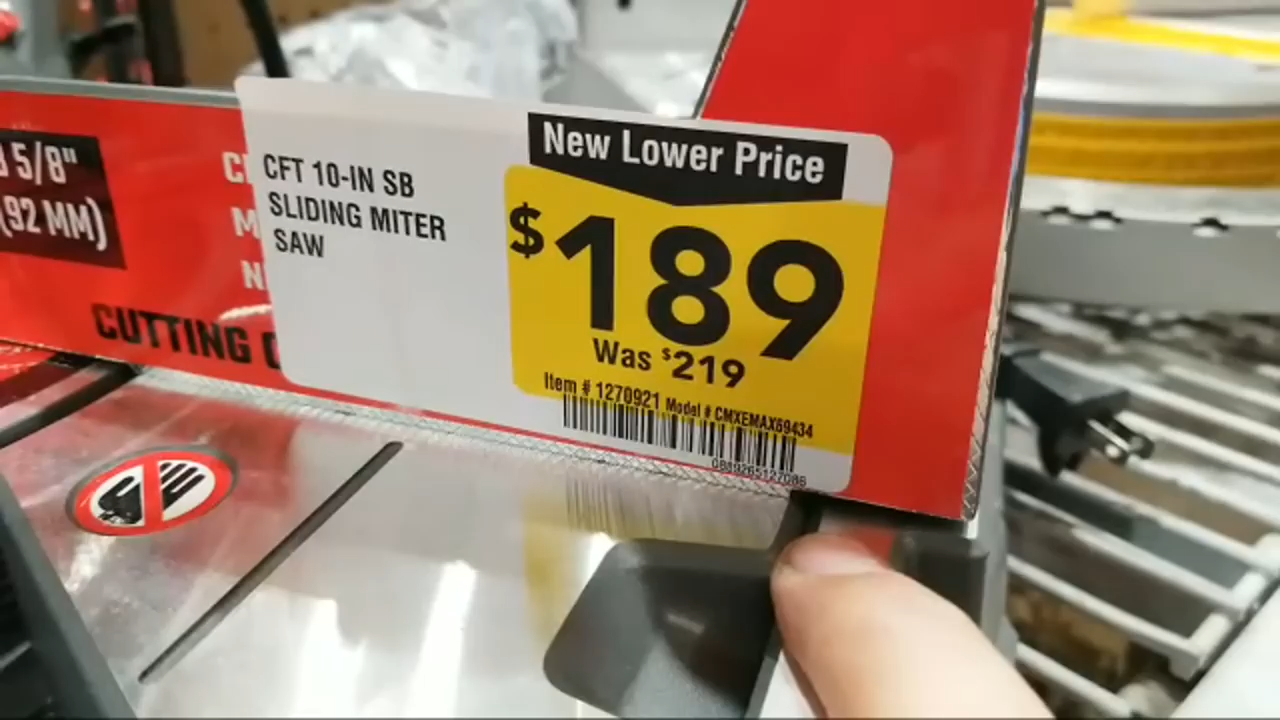 5/8"
(92 MM)
CUTTING
CFT 10-IN SB
SLIDING MITER
SAW
New Lower Price
$189
Was $219
Item # 1270921 Model # CMXEMAX69434
0889265127086